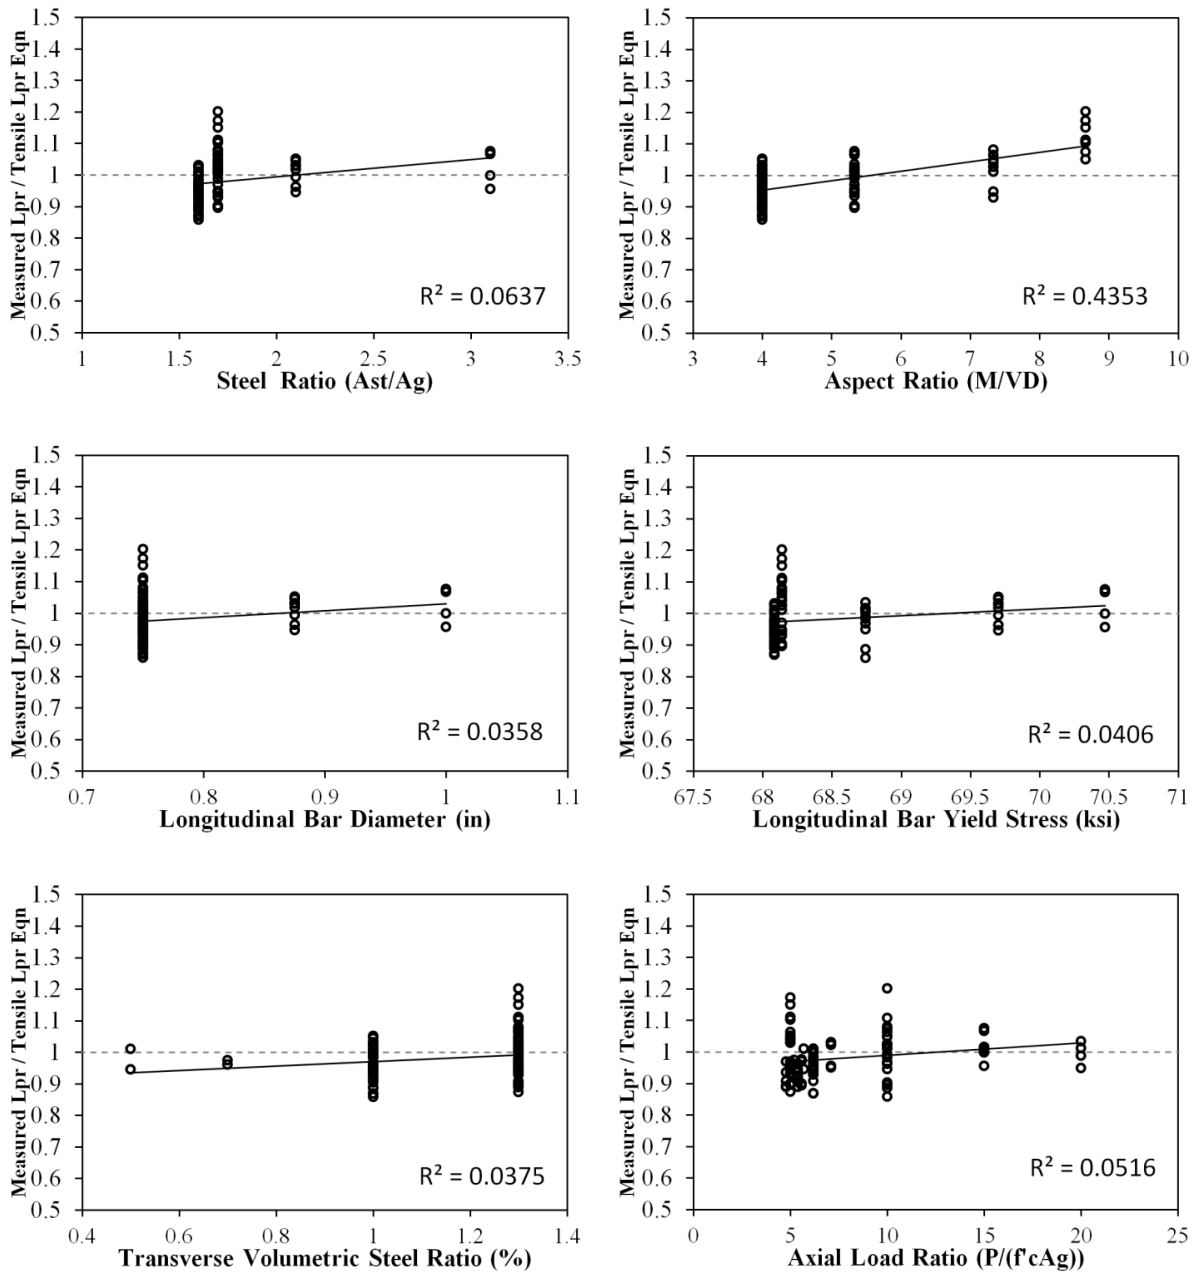 Measured Lpr / Tensile Lpr Eqn
1.5
1.4
1.3
1.2
1.1
1
0.9
0.8
0.7
0.6
0.5
R² = 0.0637
1 1.5 2 2.5 3 3.5
Steel Ratio (Ast/Ag)
Measured Lpr / Tensile Lpr Eqn
1.5
1.4
1.3
1.2
1.1
1
0.9
0.8
0.7
0.6
0.5
R² = 0.4353
3 4 5 6 7 8 9 10
Aspect Ratio (M/VD)
Measured Lpr / Tensile Lpr Eqn
1.5
1.4
1.3
1.2
1.1
1
0.9
0.8
0.7
0.6
0.5
R² = 0.0358
0.7 0.8 0.9 1 1.1
Longitudinal Bar Diameter (in)
Measured Lpr / Tensile Lpr Eqn
1.5
1.4
1.3
1.2
1.1
1
0.9
0.8
0.7
0.6
0.5
R² = 0.0406
67.5 68 68.5 69 69.5 70 70.5 71
Longitudinal Bar Yield Stress (ksi)
Measured Lpr / Tensile Lpr Eqn
1.5
1.4
1.3
1.2
1.1
1
0.9
0.8
0.7
0.6
0.5
R² = 0.0375
0.4 0.6 0.8 1 1.2 1.4
Transverse Volumetric Steel Ratio (%)
Measured Lpr / Tensile Lpr Eqn
1.5
1.4
1.3
1.2
1.1
1
0.9
0.8
0.7
0.6
0.5
R² = 0.0516
0 5 10 15 20 25
Axial Load Ratio (P/(f'cAg))